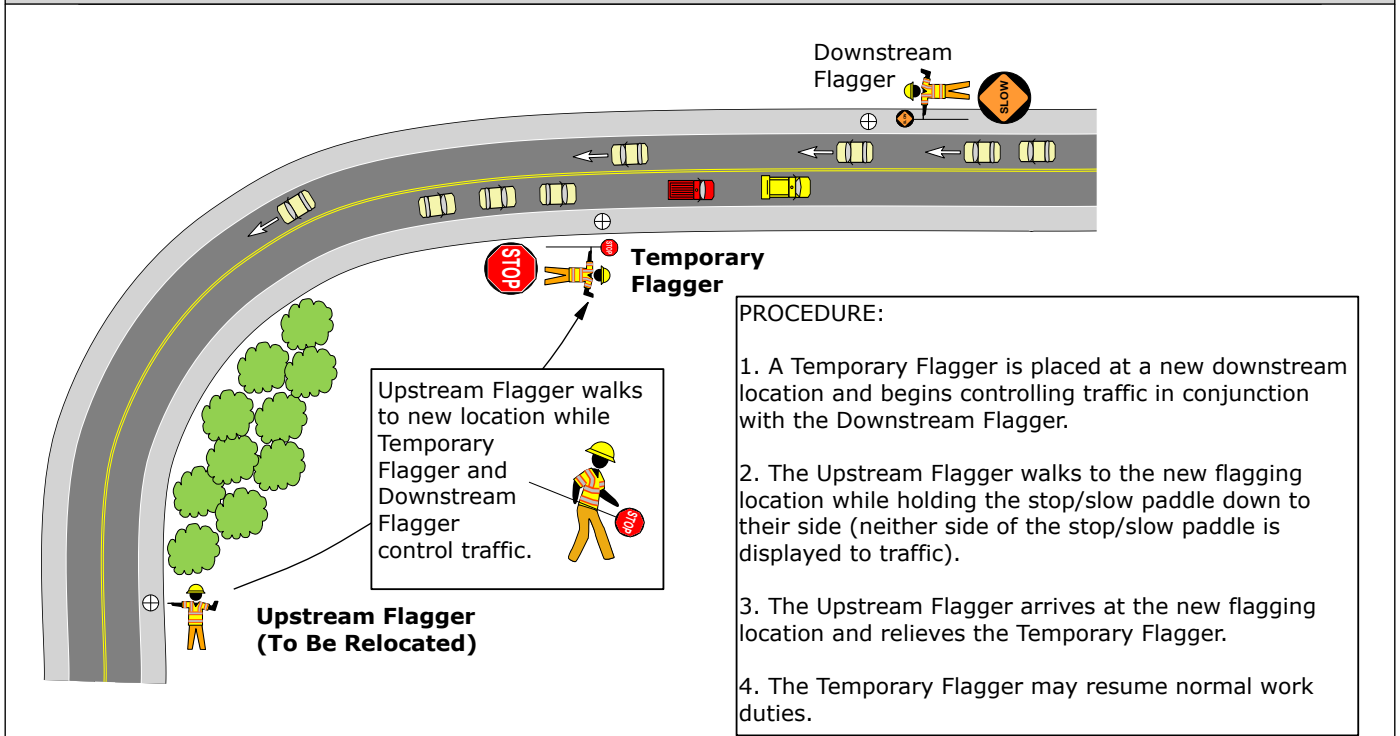 Downstream
Flagger
SLOW
SLOW
STOP
STOP
Temporary
Flagger
Upstream Flagger walks
to new location while
Temporary
Flagger and
Downstream
Flagger
control traffic.
STOP
Upstream Flagger
(To Be Relocated)
PROCEDURE:
1. A Temporary Flagger is placed at a new downstream
location and begins controlling traffic in conjunction
with the Downstream Flagger.
2. The Upstream Flagger walks to the new flagging
location while holding the stop/slow paddle down to
their side (neither side of the stop/slow paddle is
displayed to traffic).
3. The Upstream Flagger arrives at the new flagging
location and relieves the Temporary Flagger.
4. The Temporary Flagger may resume normal work
duties.